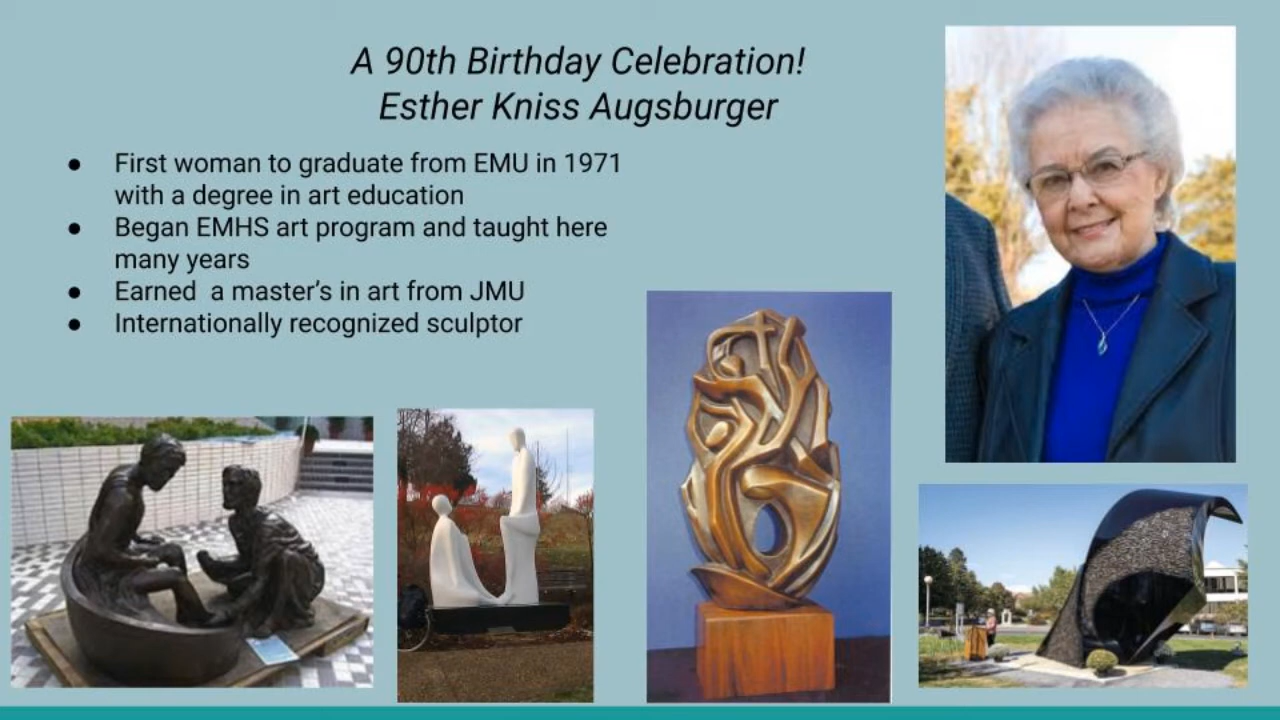 A 90th Birthday Celebration!
Esther Kniss Augsburger
● First woman to graduate from EMU in 1971
with a degree in art education
● Began EMHS art program and taught here
many years
● Earned  a master’s in art from JMU
● Internationally recognized sculptor